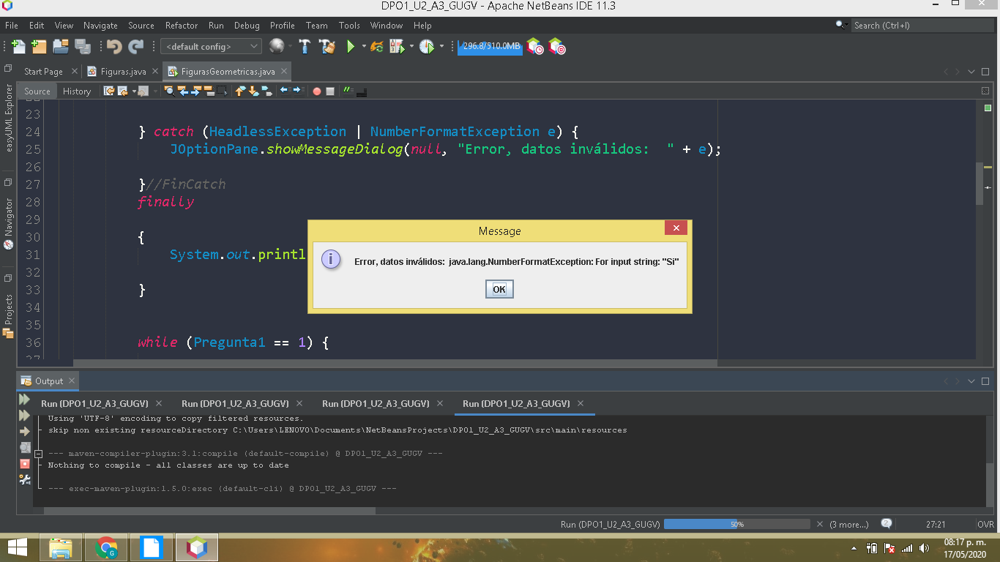 DPO1_U2_A3_GUGV - Apache NetBeans IDE 11.3
File Edit View Navigate Source Refactor Run Debug Profile Team Tools Window Help
Search (Ctrl+I)
<default config>
296.8/510.0MB
Start Page
Figuras.java
FigurasGeometricas.java
Source History
easyUML Explorer
Navigator
Projects
23
24 } catch (HeadlessException | NumberFormatException e) {
25 JOptionPane.showMessageDialog(null, "Error, datos inválidos:  " + e);
26
27 }//FinCatch
28 finally
29
30 {
31 System.out.printl
32
33 }
34
35
36 while (Pregunta1 == 1) {
37
Message
Error, datos inválidos:  java.lang.NumberFormatException: For input string: "Si"
OK
Output
Run (DPO1_U2_A3_GUGV) Run (DPO1_U2_A3_GUGV) Run (DPO1_U2_A3_GUGV) Run (DPO1_U2_A3_GUGV)
Using 'UTF-8' encoding to copy filtered resources.
skip non existing resourceDirectory C:\Users\LENOVO\Documents\NetBeansProjects\DPO1_U2_A3_GUGV\src\main\resources
--- maven-compiler-plugin:3.1:compile (default-compile) @ DPO1_U2_A3_GUGV ---
Nothing to compile - all classes are up to date
--- exec-maven-plugin:1.5.0:exec (default-cli) @ DPO1_U2_A3_GUGV ---
Run (DPO1_U2_A3_GUGV) 50% (3 more...) 2 27:21 OVR
08:17 p. m.
17/05/2020